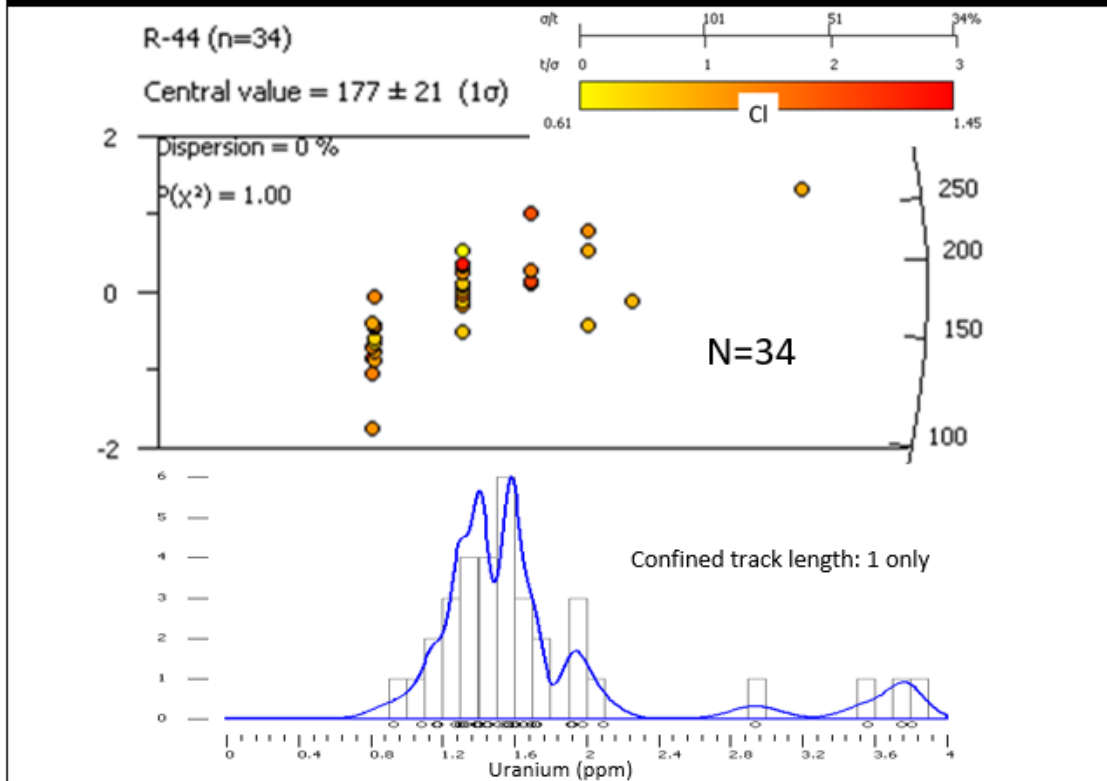 R-44 (n=34)
Central value = 177 ± 21 (1σ)
Dispersion = 0 %
P(χ²) = 1.00
σ/t 101 51 34%
t/σ 0 1 2 3
Cl
0.61 1.45
2
0
-2
250
200
150
100
N=34
6
5
4
3
2
1
0
Confined track length: 1 only
0 0.4 0.8 1.2 1.6 2 2.4 2.8 3.2 3.6 4
Uranium (ppm)